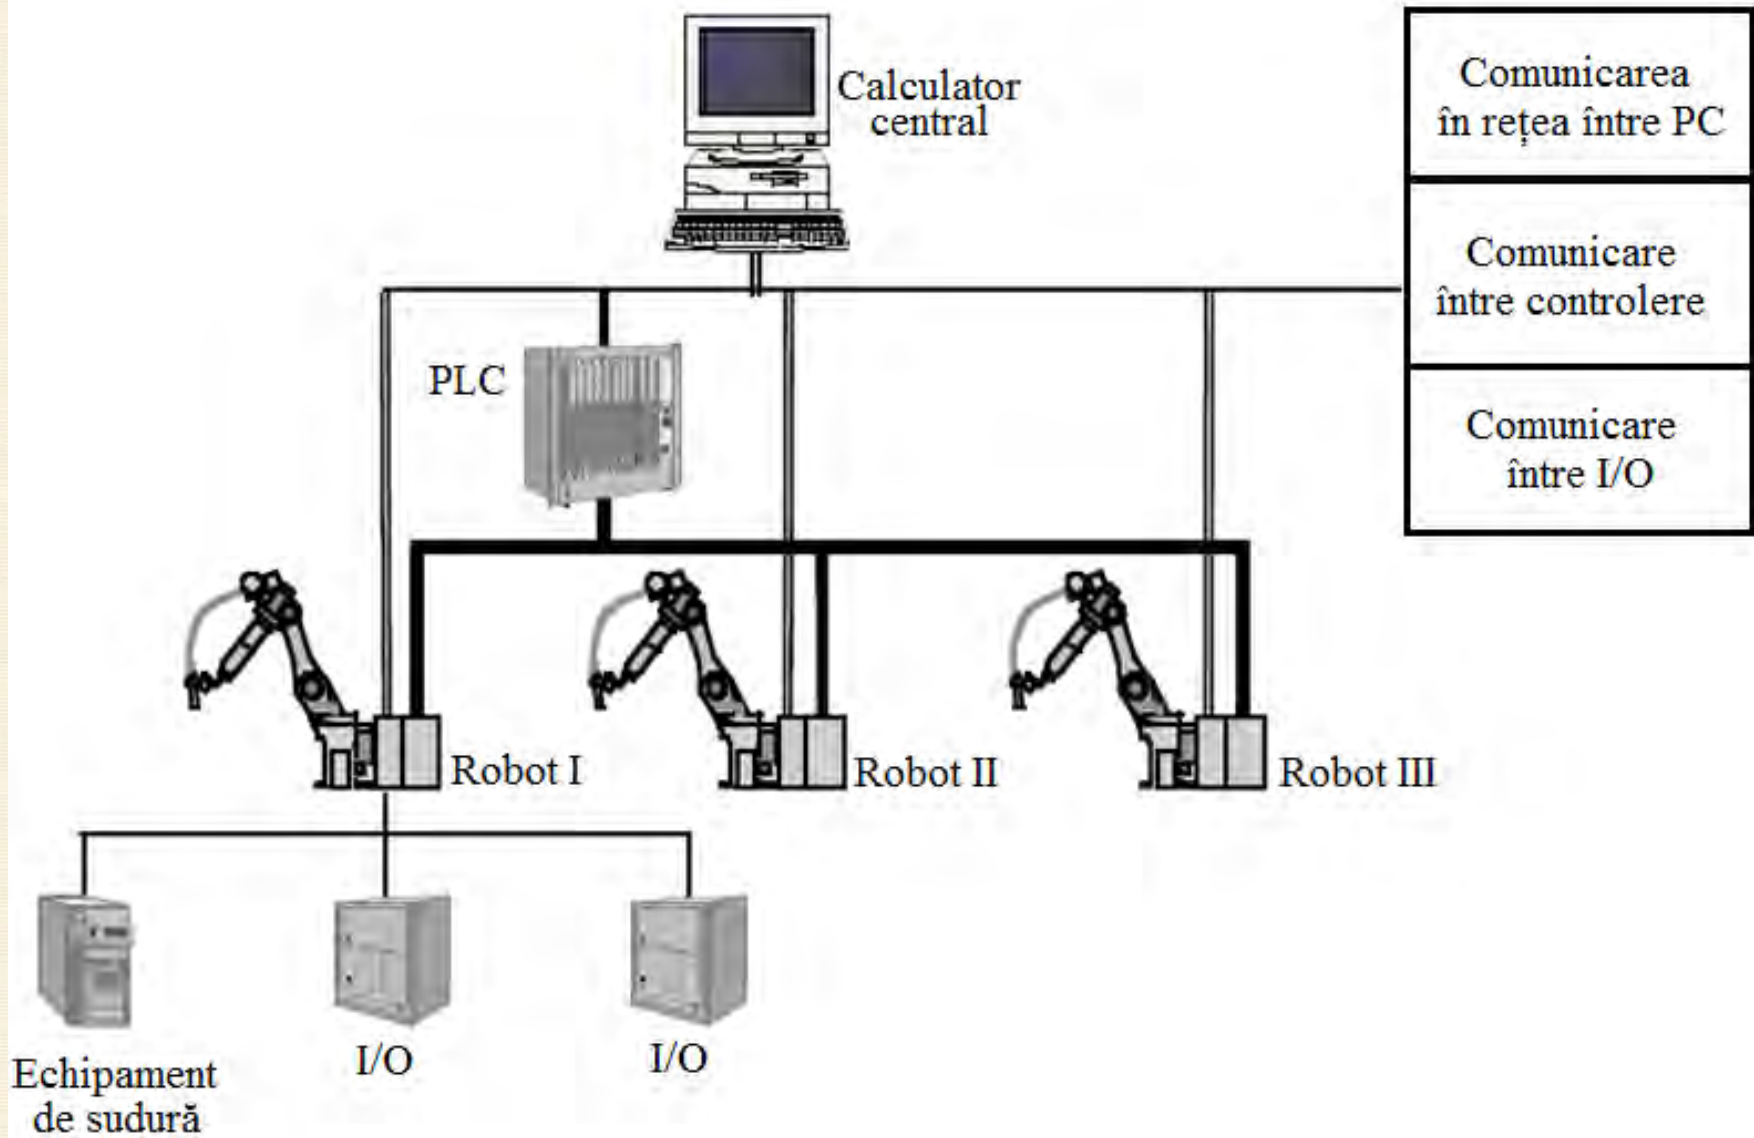 Calculator
central
Comunicarea
în rețea între PC
Comunicare
între controlere
Comunicare
între I/O
PLC
Robot I
Robot II
Robot III
Echipament
de sudură
I/O
I/O